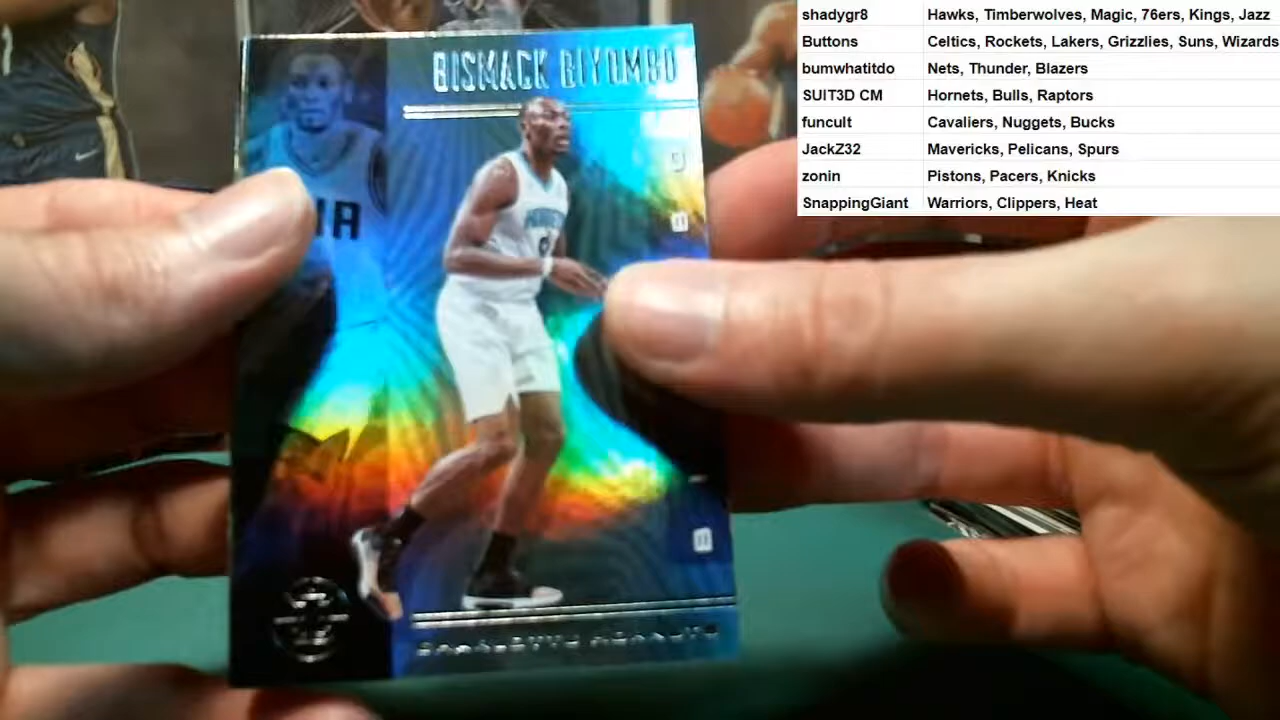 shadygr8 Hawks, Timberwolves, Magic, 76ers, Kings, Jazz
Buttons Celtics, Rockets, Lakers, Grizzlies, Suns, Wizards
bumwhatitdo Nets, Thunder, Blazers
SUIT3D CM Hornets, Bulls, Raptors
funcult Cavaliers, Nuggets, Bucks
JackZ32 Mavericks, Pelicans, Spurs
zonin Pistons, Pacers, Knicks
SnappingGiant Warriors, Clippers, Heat
BISMACK BIYOMBO
CHARLOTTE HORNETS